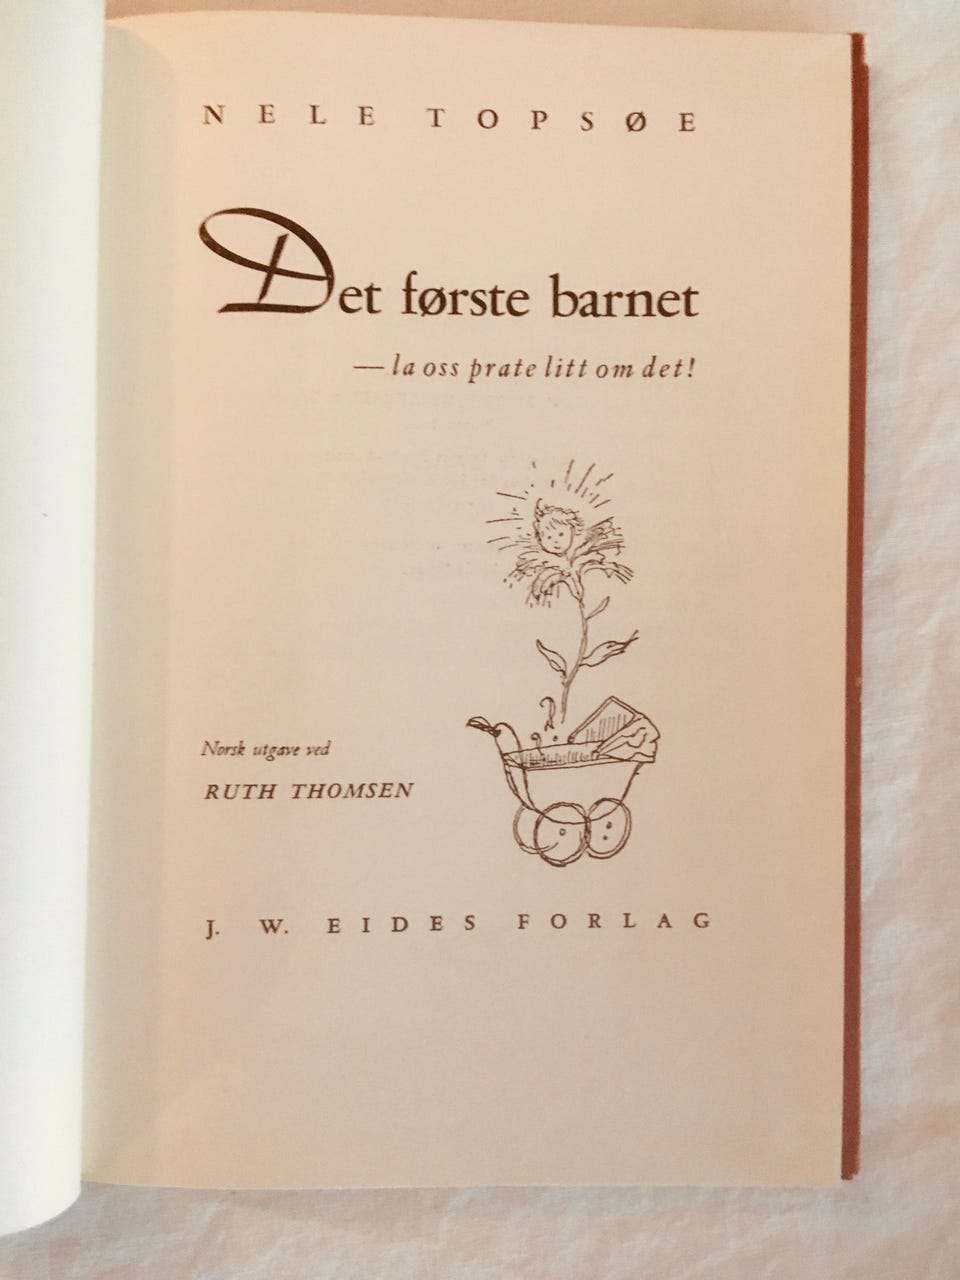 NELE TOPSØE
Det første barnet
— la oss prate litt om det!
Norsk utgave ved
RUTH THOMSEN
J. W. EIDES FORLAG